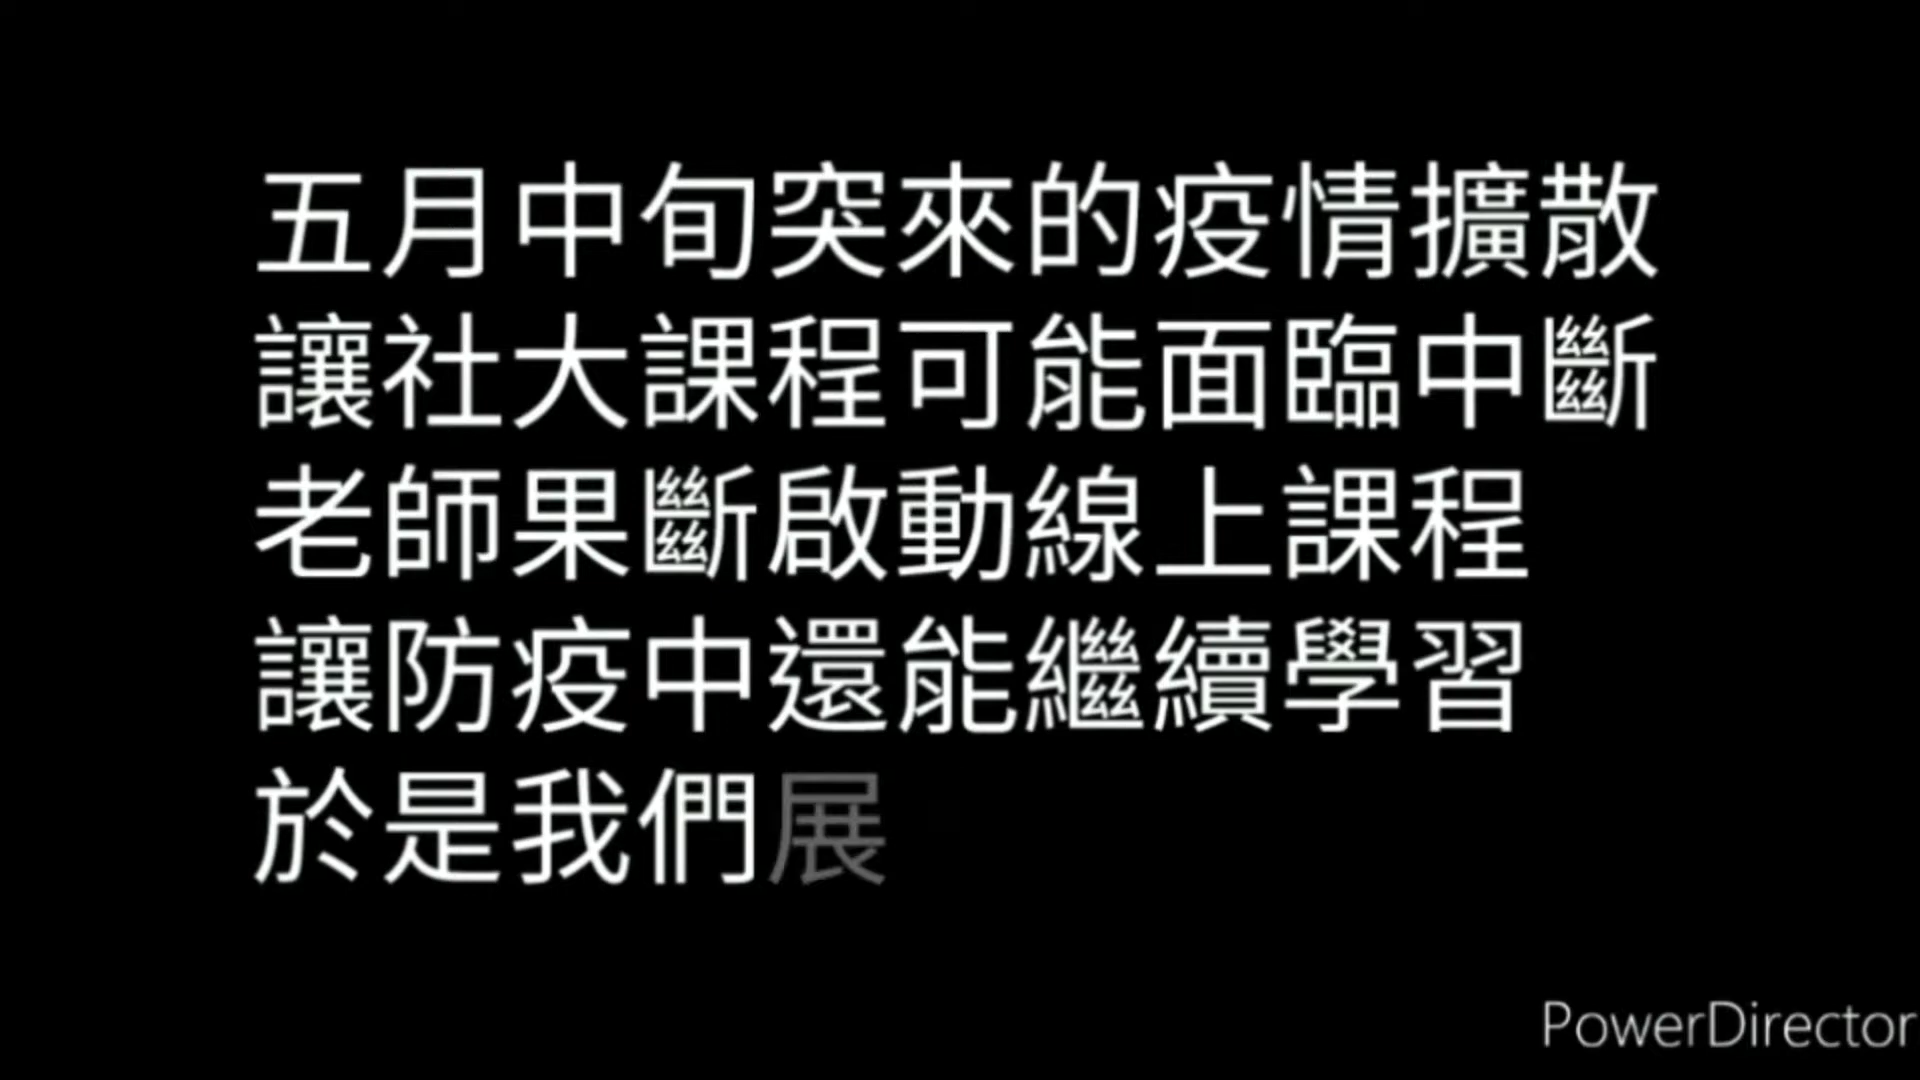 五月中旬突來的疫情擴散
讓社大課程可能面臨中斷
老師果斷啟動線上課程
讓防疫中還能繼續學習
於是我們展
PowerDirector